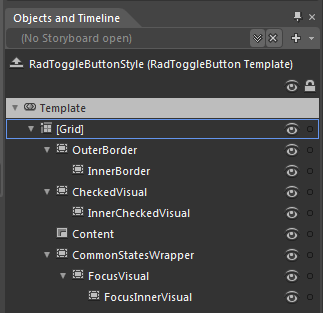 Objects and Timeline
(No Storyboard open)
RadToggleButtonStyle (RadToggleButton Template)
Template
[Grid]
OuterBorder
InnerBorder
CheckedVisual
InnerCheckedVisual
Content
CommonStatesWrapper
FocusVisual
FocusInnerVisual